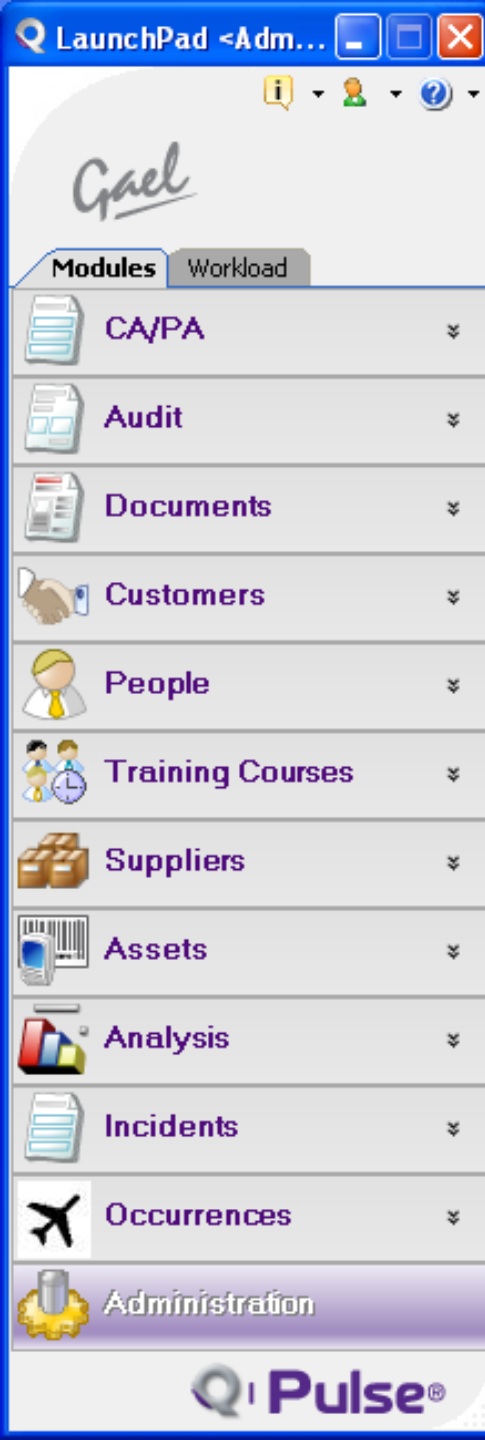 LaunchPad <Adm...
Gael
Modules Workload
CA/PA
Audit
Documents
Customers
People
Training Courses
Suppliers
Assets
Analysis
Incidents
Occurrences
Administration
Q Pulse®